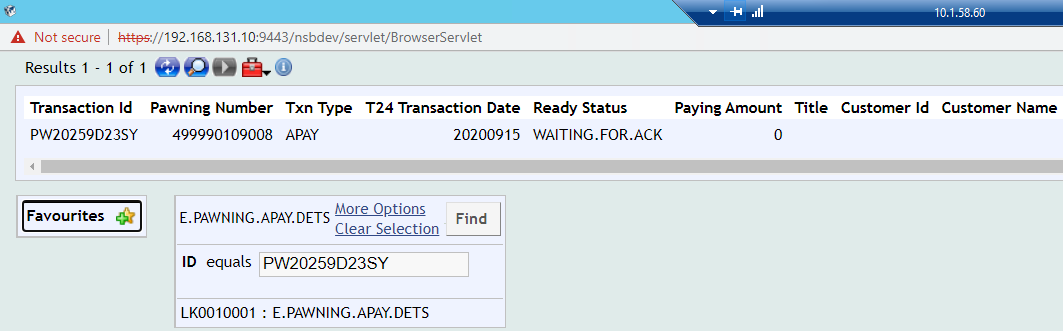 10.1.58.60
Not secure | https://192.168.131.10:9443/nsbdev/servlet/BrowserServlet
Results 1 - 1 of 1
Transaction Id Pawning Number Txn Type T24 Transaction Date Ready Status Paying Amount Title Customer Id Customer Name
PW20259D23SY 499990109008 APAY 20200915 WAITING.FOR.ACK 0
Favourites
E.PAWNING.APAY.DETS More Options Find
Clear Selection
ID equals PW20259D23SY
LK0010001 : E.PAWNING.APAY.DETS